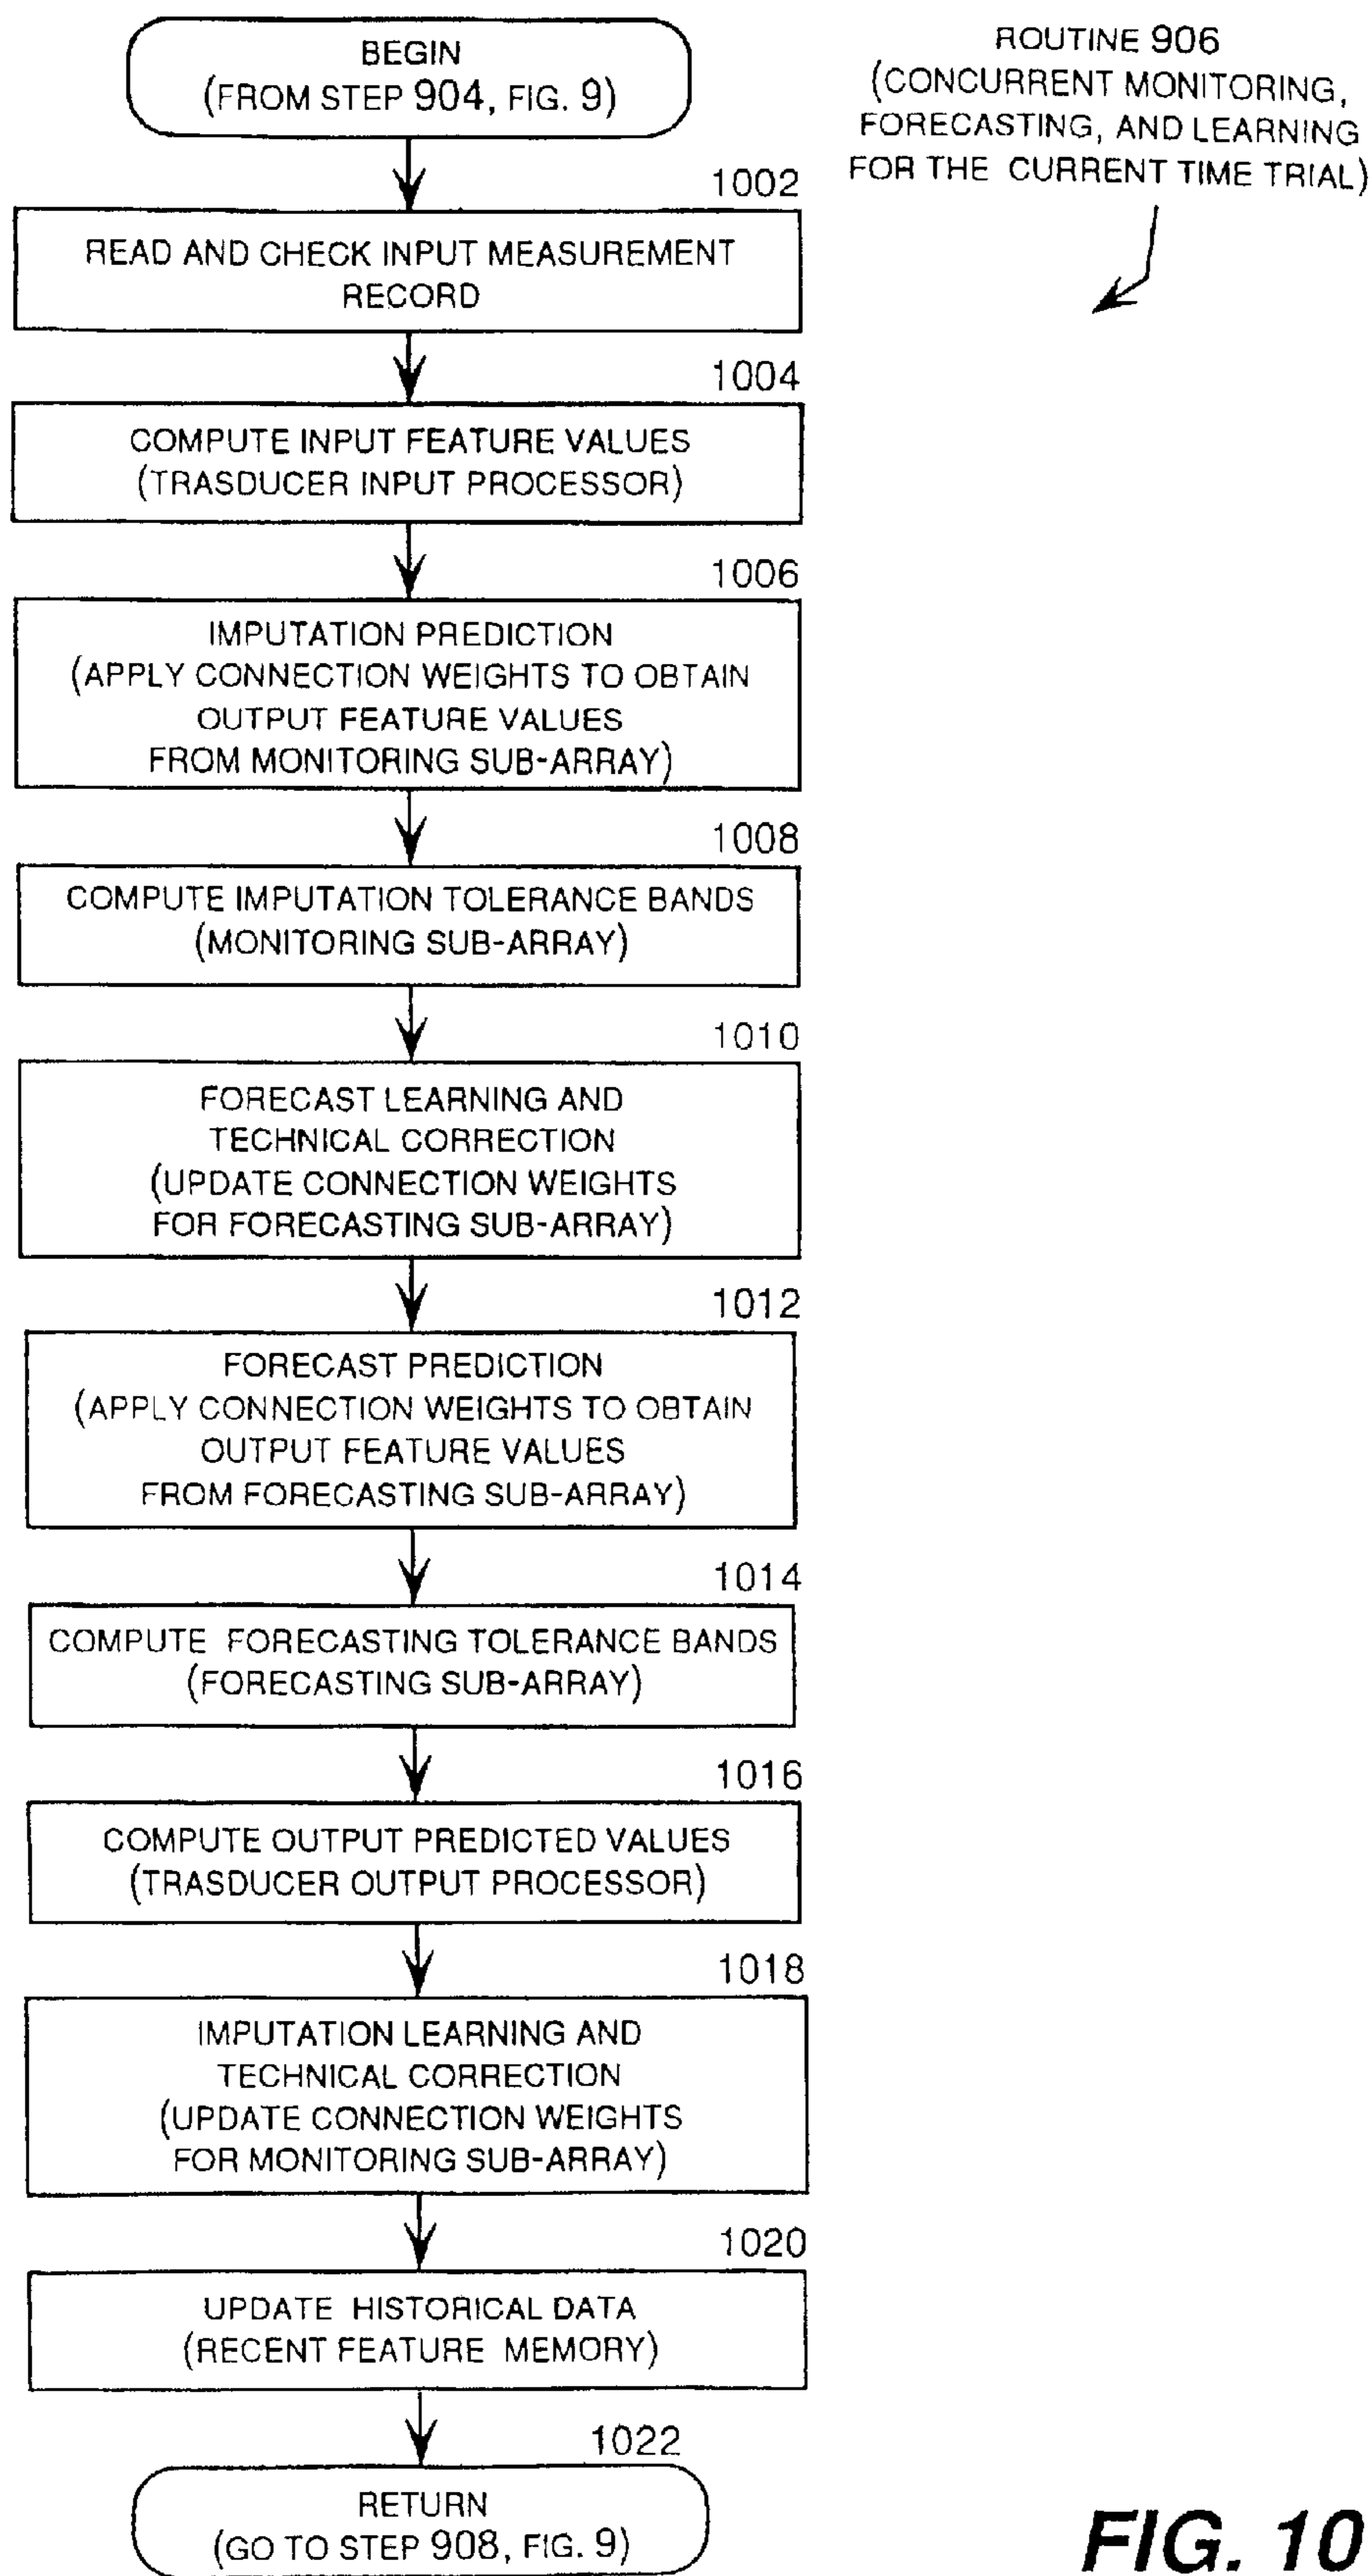 BEGIN
(FROM STEP 904, FIG. 9)
ROUTINE 906
(CONCURRENT MONITORING,
FORECASTING, AND LEARNING
FOR THE CURRENT TIME TRIAL)
1002
READ AND CHECK INPUT MEASUREMENT
RECORD
1004
COMPUTE INPUT FEATURE VALUES
(TRASDUCER INPUT PROCESSOR)
1006
IMPUTATION PREDICTION
(APPLY CONNECTION WEIGHTS TO OBTAIN
OUTPUT FEATURE VALUES
FROM MONITORING SUB-ARRAY)
1008
COMPUTE IMPUTATION TOLERANCE BANDS
(MONITORING SUB-ARRAY)
1010
FORECAST LEARNING AND
TECHNICAL CORRECTION
(UPDATE CONNECTION WEIGHTS
FOR FORECASTING SUB-ARRAY)
1012
FORECAST PREDICTION
(APPLY CONNECTION WEIGHTS TO OBTAIN
OUTPUT FEATURE VALUES
FROM FORECASTING SUB-ARRAY)
1014
COMPUTE FORECASTING TOLERANCE BANDS
(FORECASTING SUB-ARRAY)
1016
COMPUTE OUTPUT PREDICTED VALUES
(TRASDUCER OUTPUT PROCESSOR)
1018
IMPUTATION LEARNING AND
TECHNICAL CORRECTION
(UPDATE CONNECTION WEIGHTS
FOR MONITORING SUB-ARRAY)
1020
UPDATE HISTORICAL DATA
(RECENT FEATURE MEMORY)
1022
RETURN
(GO TO STEP 908, FIG. 9)
FIG. 10